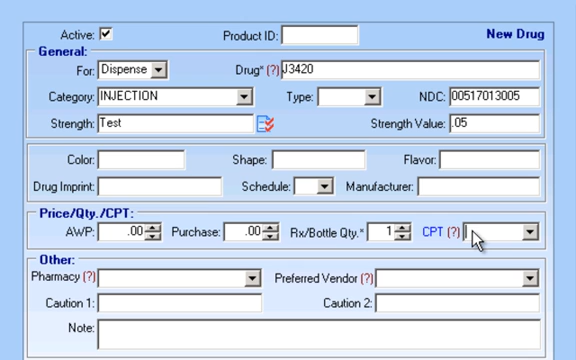 Active: Product ID: New Drug
General:
For: Dispense Drug* (?) J3420
Category: INJECTION Type: NDC: 00517013005
Strength: Test Strength Value: .05
Color: Shape: Flavor:
Drug Imprint: Schedule: Manufacturer:
Price/Qty./CPT:
AWP: .00 Purchase: .00 Rx/Bottle Qty.* 1 CPT (?)
Other:
Pharmacy (?) Preferred Vendor (?)
Caution 1: Caution 2:
Note: